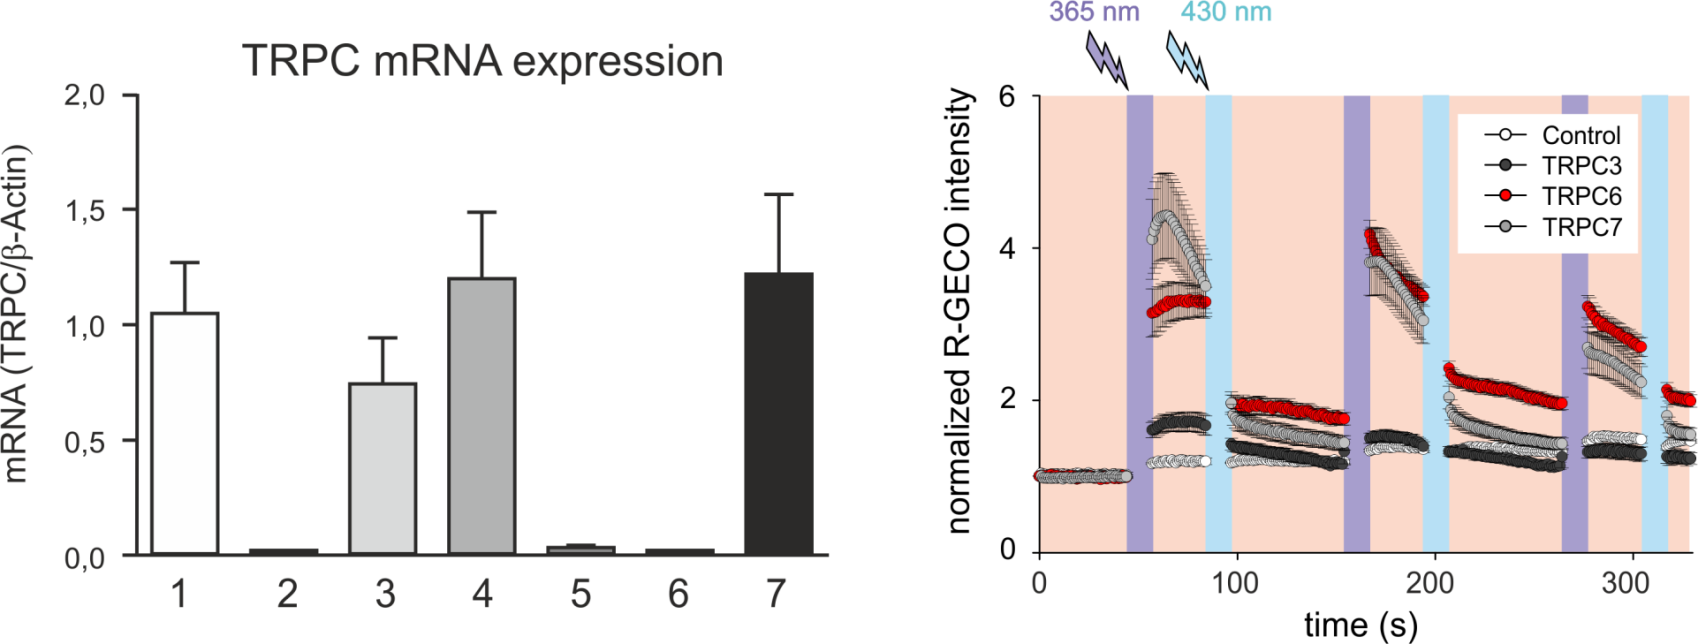 TRPC mRNA expression
mRNA (TRPC/β-Actin)
2,0
1,5
1,0
0,5
0,0
1 2 3 4 5 6 7
365 nm 430 nm
normalized R-GECO intensity
6
4
2
0
Control
TRPC3
TRPC6
TRPC7
0 100 200 300
time (s)